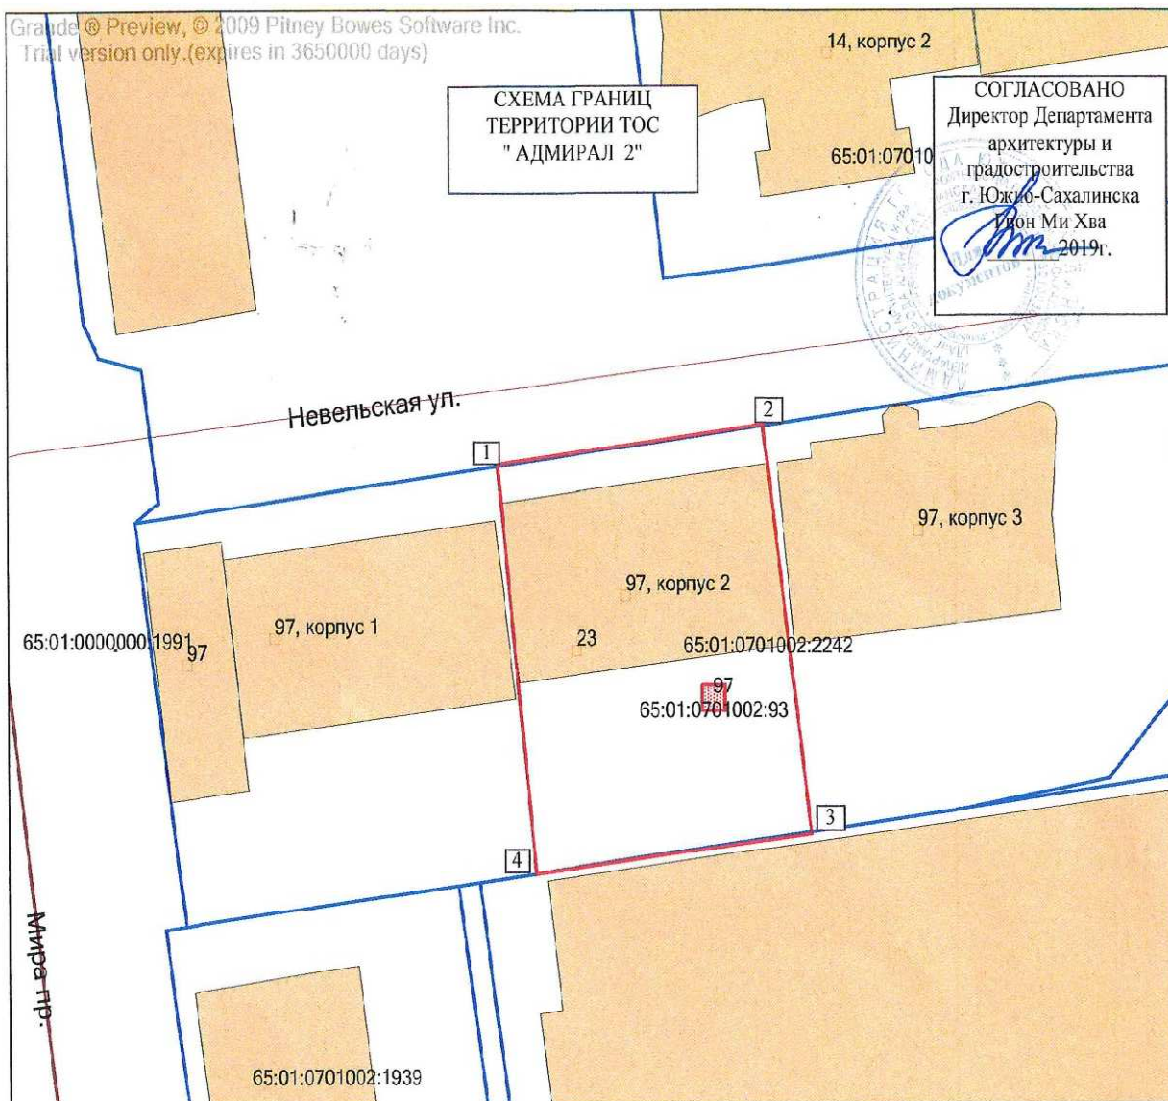 Grande ® Preview, © 2009 Pitney Bowes Software Inc.
Trial version only.(expires in 3650000 days)
14, корпус 2
СХЕМА ГРАНИЦ
ТЕРРИТОРИИ ТОС
" АДМИРАЛ 2"
СОГЛАСОВАНО
Директор Департамента
архитектуры и
градостроительства
г. Южно-Сахалинска
Гвон Ми Хва
2019г.
65:01:07010
документов
Невельская ул.
1
2
97, корпус 3
97, корпус 2
97, корпус 1
23
65:01:0000000:1991
97
65:01:0701002:2242
97
65:01:0701002:93
3
4
Мира пр.
65:01:0701002:1939